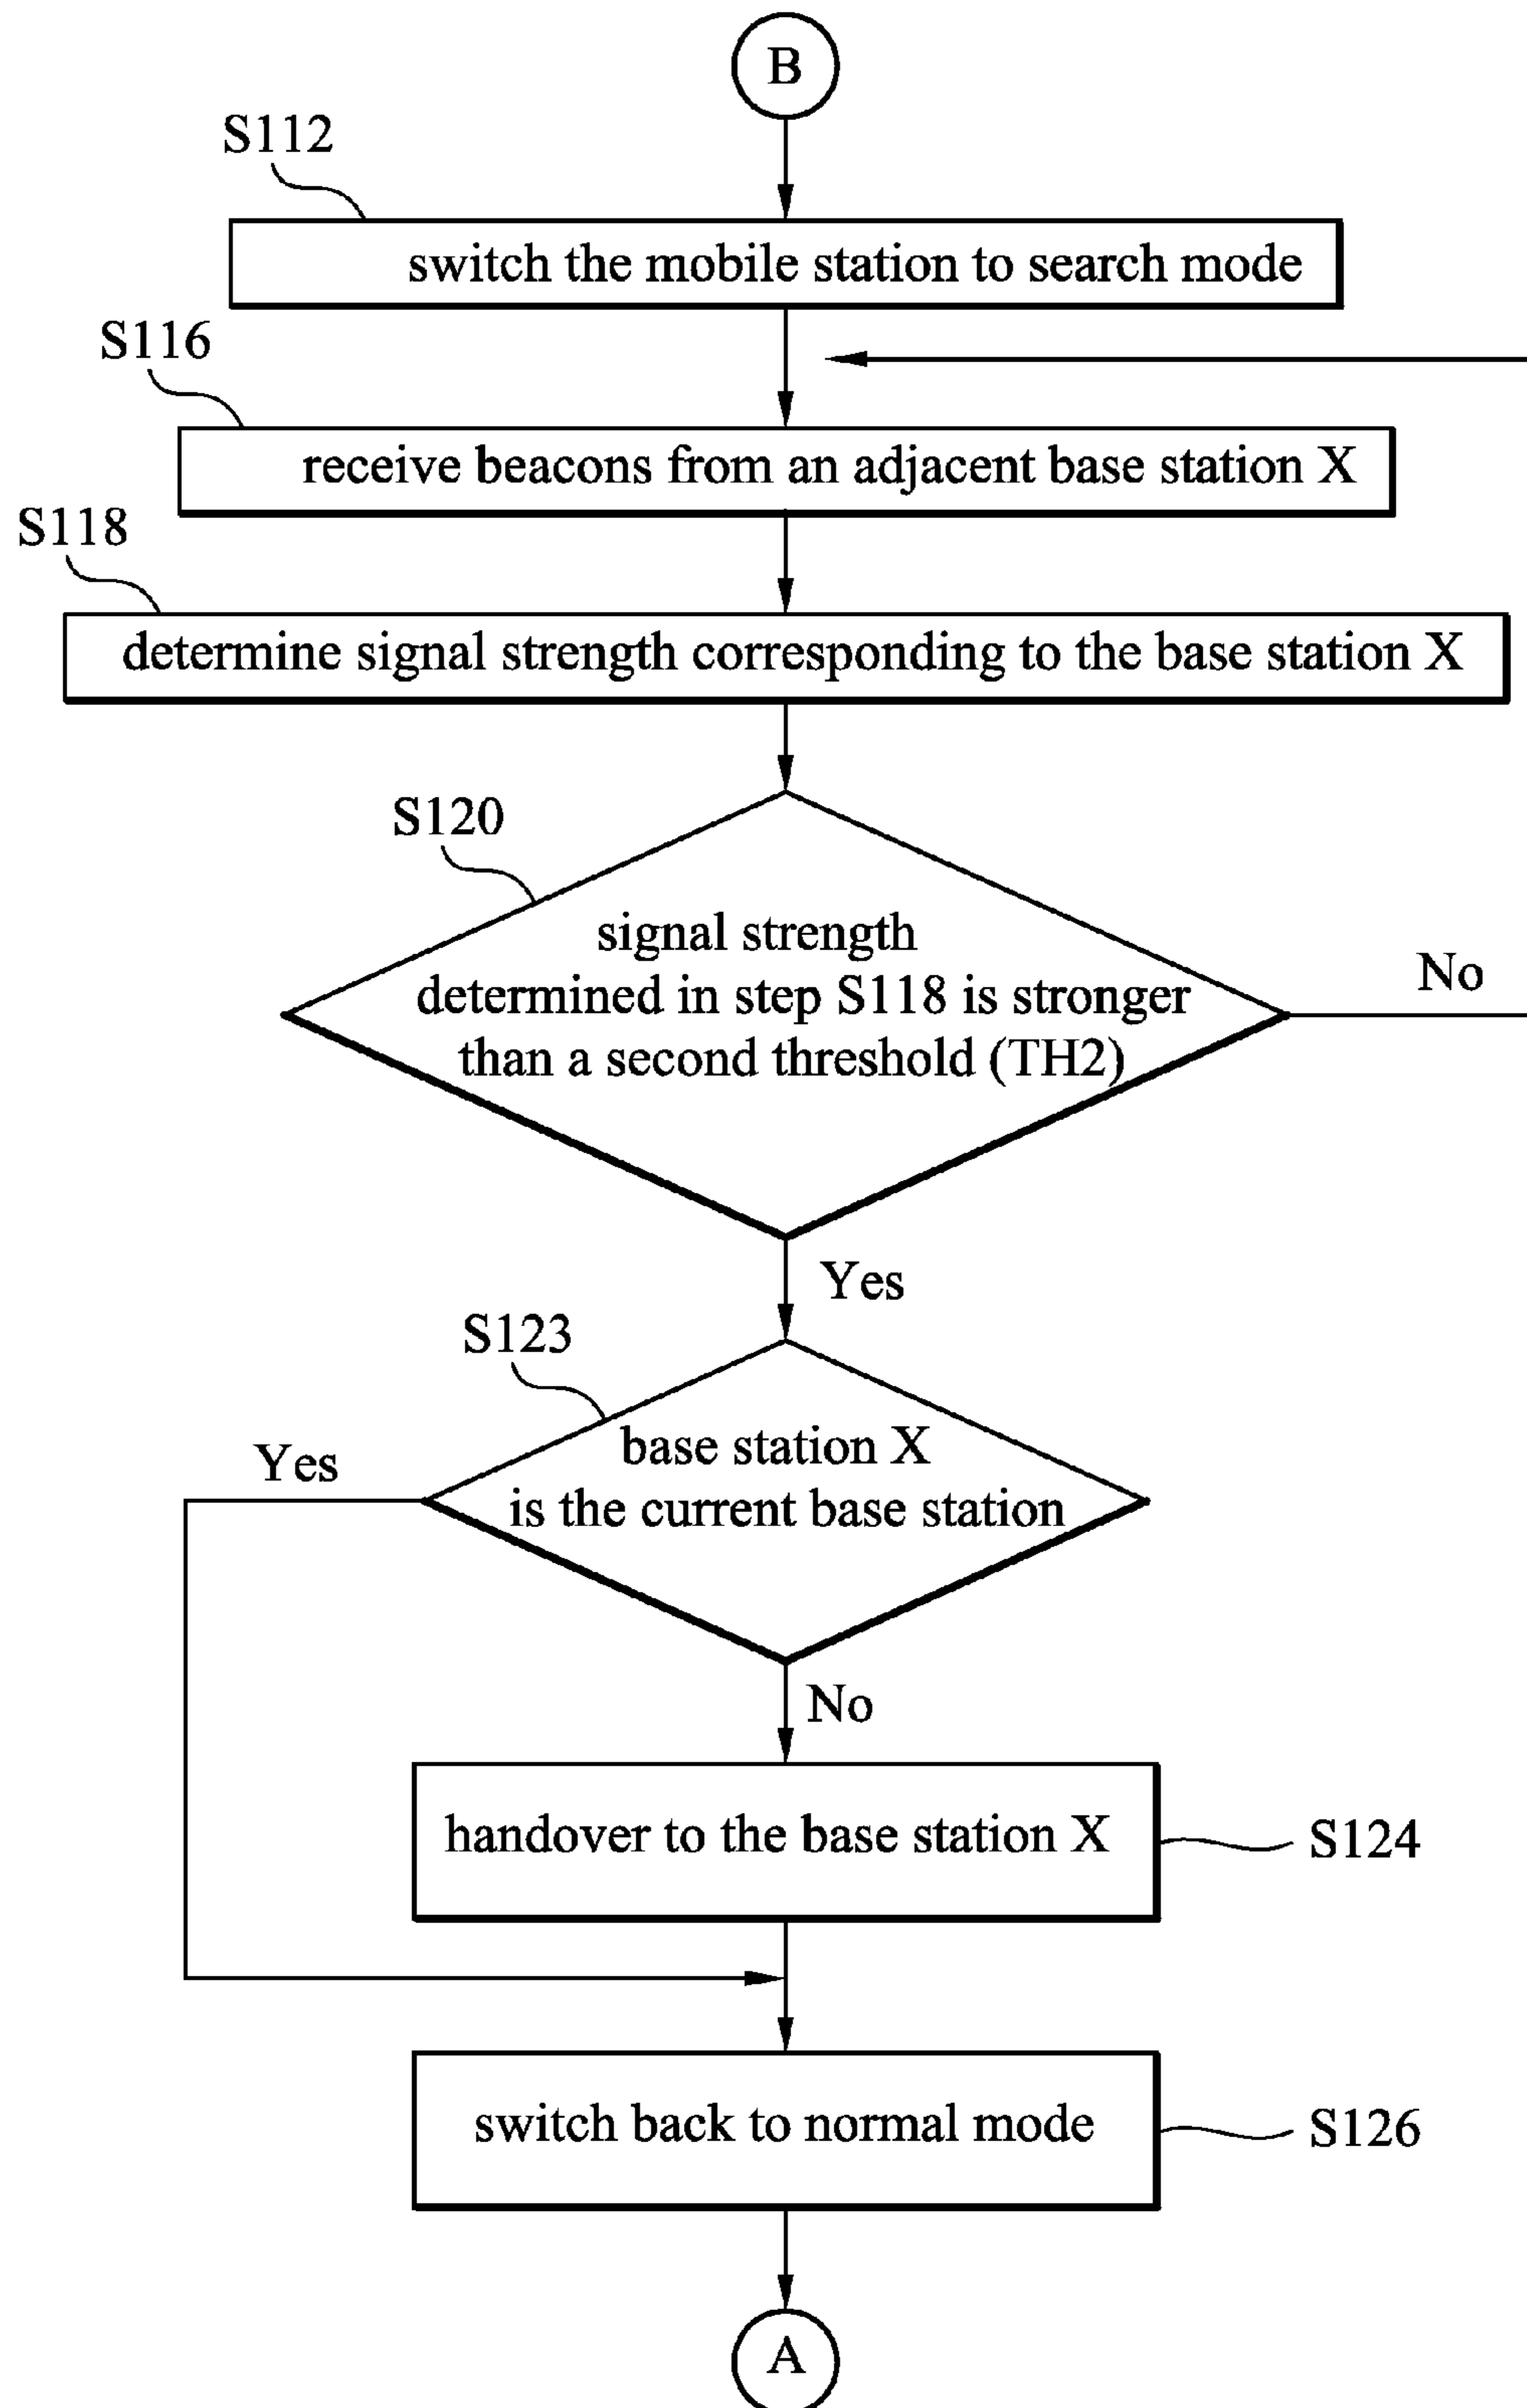 B
S112
switch the mobile station to search mode
S116
receive beacons from an adjacent base station X
S118
determine signal strength corresponding to the base station X
S120
signal strength
determined in step S118 is stronger
than a second threshold (TH2)
No
Yes
S123
base station X
is the current base station
Yes
No
handover to the base station X
S124
switch back to normal mode
S126
A